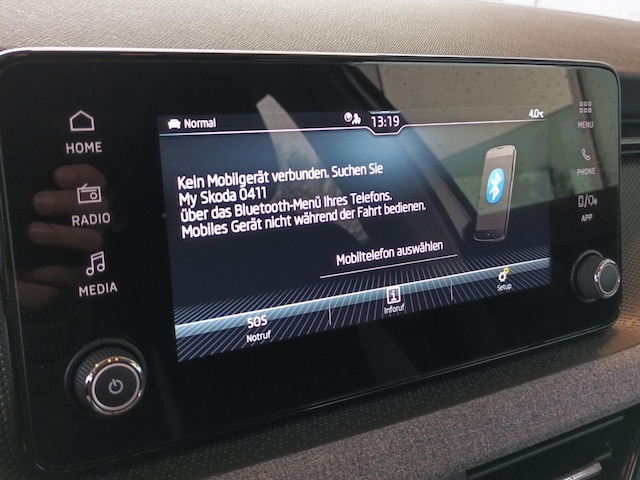 Normal
13:19
4.0°C
HOME
RADIO
MEDIA
MENU
PHONE
APP
Kein Mobilgerät verbunden. Suchen Sie
My Skoda 0411
über das Bluetooth-Menü Ihres Telefons.
Mobiles Gerät nicht während der Fahrt bedienen.
Mobiltelefon auswählen
SOS
Notruf
Inforuf
Setup